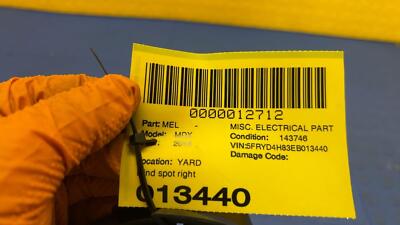 0000012712
Part: MEL - MISC. ELECTRICAL PART
Model: MDX Condition: 143746
VIN:5FRYD4H83EB013440
Damage Code:
Location: YARD
blind spot right
013440